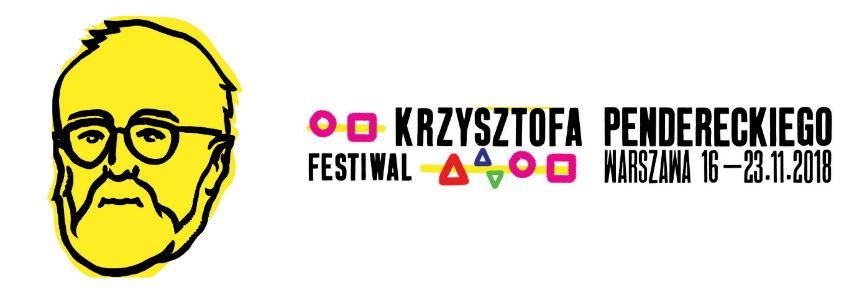 KRZYSZTOFA PENDERECKIEGO
FESTIWAL WARSZAWA 16–23.11.2018